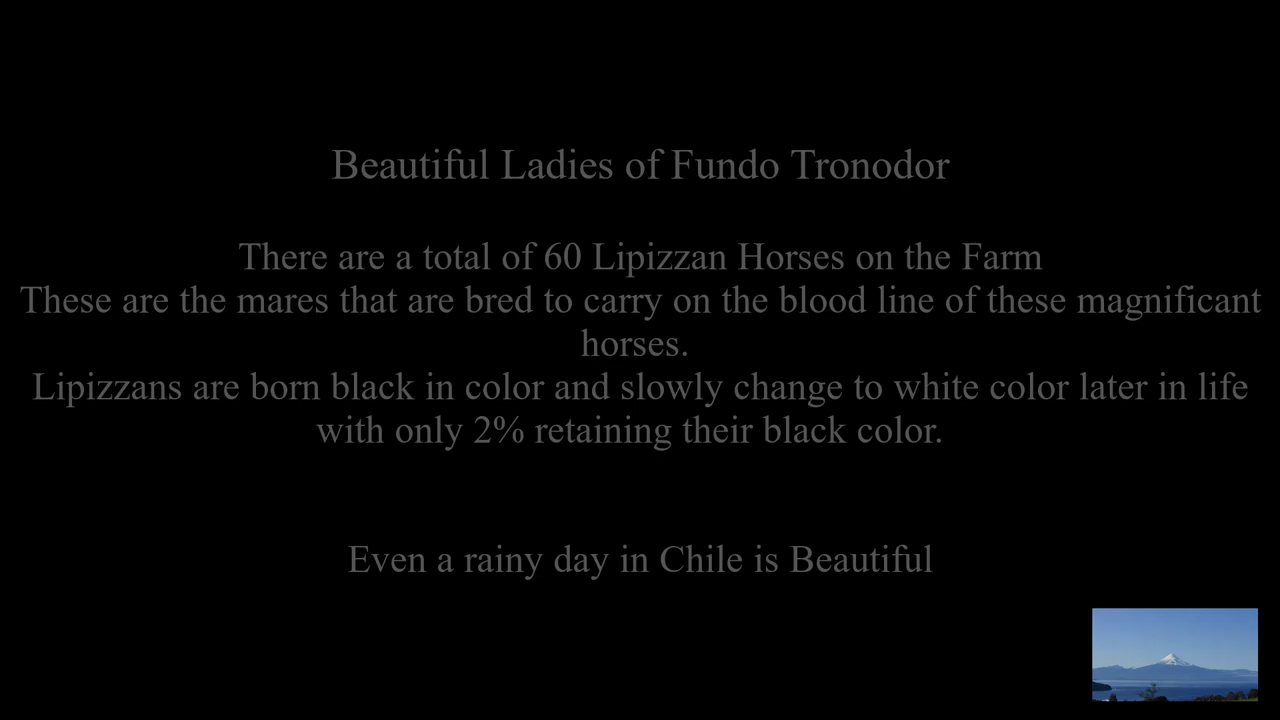 Beautiful Ladies of Fundo Tronodor
There are a total of 60 Lipizzan Horses on the Farm
These are the mares that are bred to carry on the blood line of these magnificant
horses.
Lipizzans are born black in color and slowly change to white color later in life
with only 2% retaining their black color.
Even a rainy day in Chile is Beautiful